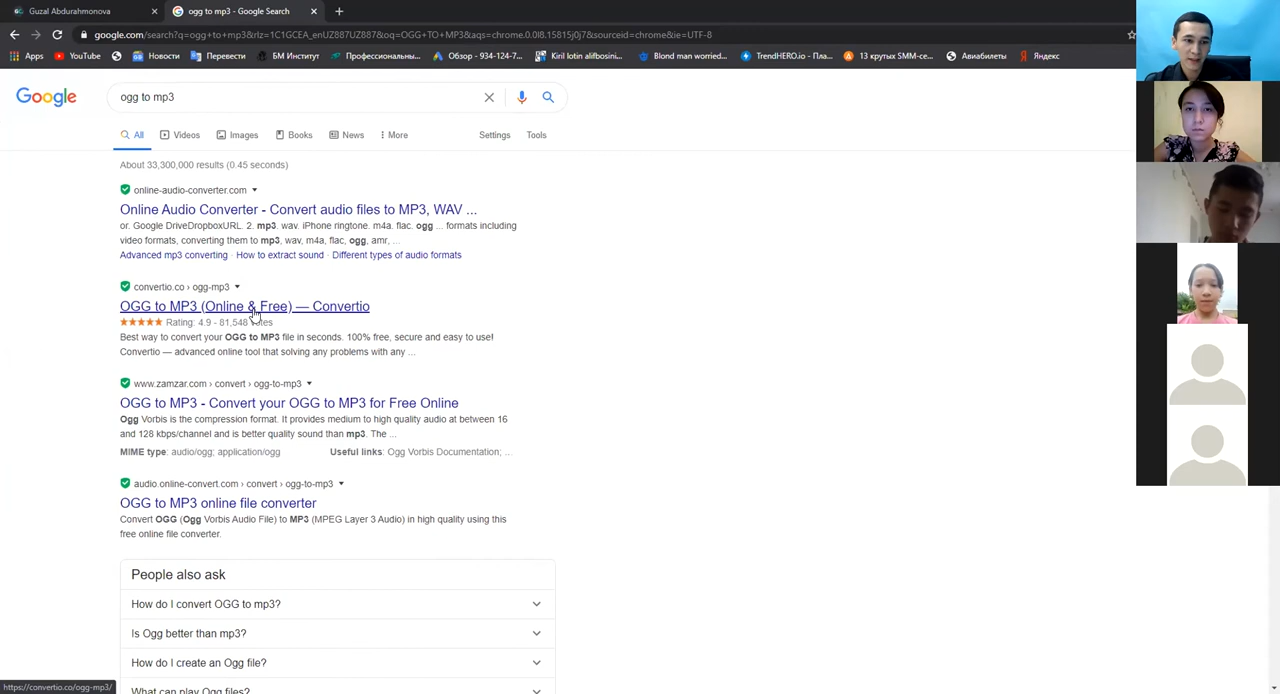 Guzal Abdurahmonova
ogg to mp3 - Google Search
google.com/search?q=ogg+to+mp3&rlz=1C1GCEA_enUZ887UZ887&oq=OGG+TO+MP3&aqs=chrome.0.0l8.15815j0j7&sourceid=chrome&ie=UTF-8
Apps YouTube Новости Перевести БМ Институт Профессиональны... Обзор - 934-124-7... Kiril lotin alifbosini... Blond man worried... TrendHERO.io - Пла... 13 крутых SMM-се... Авиабилеты Яндекс
Google
ogg to mp3
All Videos Images Books News More Settings Tools
About 33,300,000 results (0.45 seconds)
online-audio-converter.com
Online Audio Converter - Convert audio files to MP3, WAV ...
or. Google DriveDropboxURL. 2. mp3. wav. iPhone ringtone. m4a. flac. ogg ... formats including
video formats, converting them to mp3, wav, m4a, flac, ogg, amr, ...
Advanced mp3 converting · How to extract sound · Different types of audio formats
convertio.co › ogg-mp3
OGG to MP3 (Online & Free) — Convertio
Rating: 4.9 - 81,548 votes
Best way to convert your OGG to MP3 file in seconds. 100% free, secure and easy to use!
Convertio — advanced online tool that solving any problems with any ...
www.zamzar.com › convert › ogg-to-mp3
OGG to MP3 - Convert your OGG to MP3 for Free Online
Ogg Vorbis is the compression format. It provides medium to high quality audio at between 16
and 128 kbps/channel and is better quality sound than mp3. The ...
MIME type: audio/ogg; application/ogg Useful links: Ogg Vorbis Documentation; ...
audio.online-convert.com › convert › ogg-to-mp3
OGG to MP3 online file converter
Convert OGG (Ogg Vorbis Audio File) to MP3 (MPEG Layer 3 Audio) in high quality using this
free online file converter.
People also ask
How do I convert OGG to mp3?
Is Ogg better than mp3?
How do I create an Ogg file?
What can play Ogg files?
https://convertio.co/ogg-mp3/